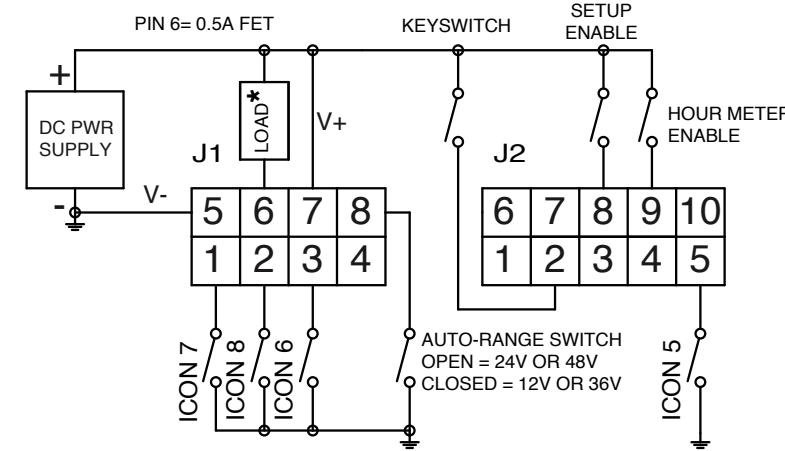 PIN 6= 0.5A FET
KEYSWITCH
SETUP
ENABLE
+
DC PWR
SUPPLY
-
V-
LOAD*
V+
HOUR METER
ENABLE
J1
J2
5 6 7 8
1 2 3 4
6 7 8 9 10
1 2 3 4 5
ICON 7
ICON 8
ICON 6
AUTO-RANGE SWITCH
OPEN = 24V OR 48V
CLOSED = 12V OR 36V
ICON 5